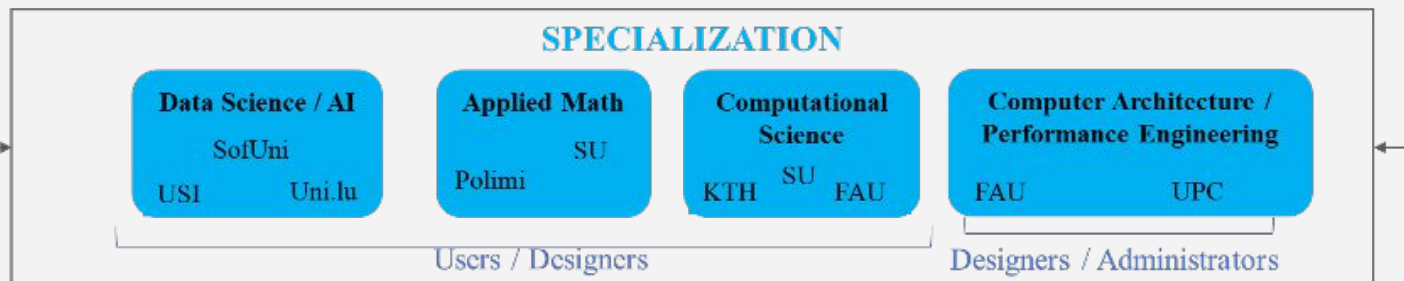 SPECIALIZATION
Data Science / AI
SofUni
USI
Uni.lu
Applied Math
SU
Polimi
Computational
Science
SU
KTH
FAU
Computer Architecture /
Performance Engineering
FAU
UPC
Users / Designers
Designers / Administrators